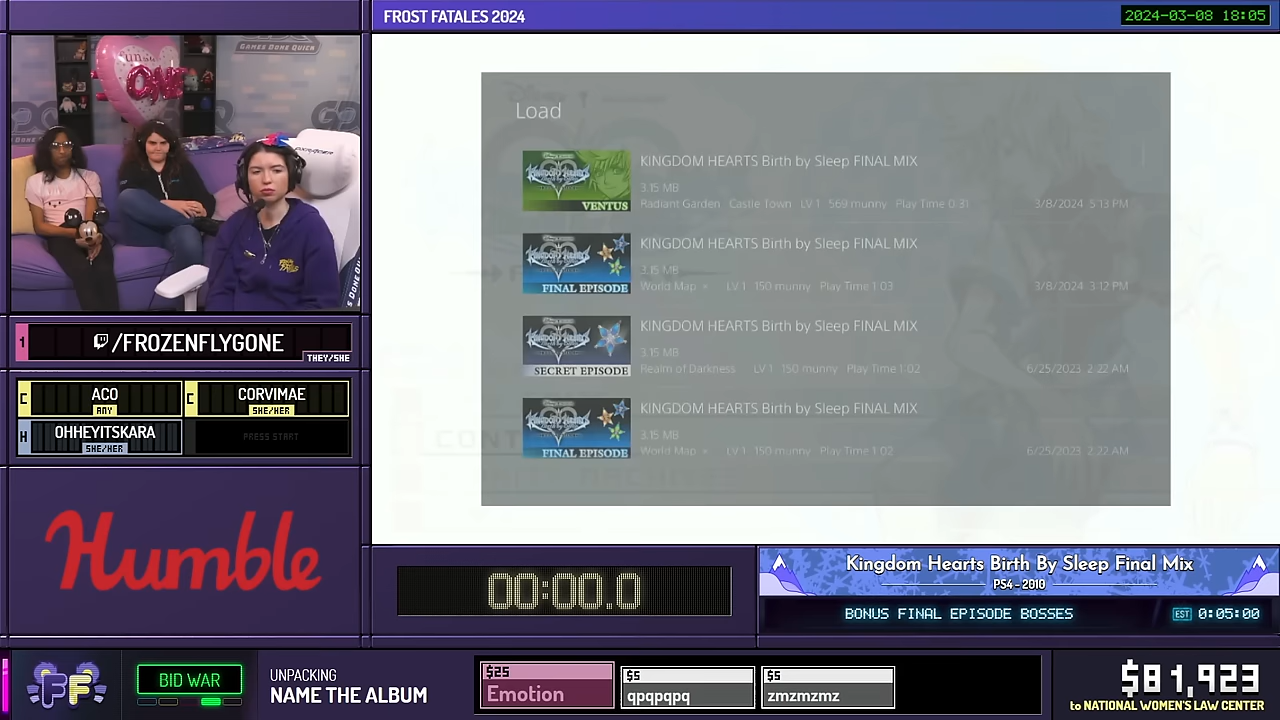 FROST FATALES 2024
2024-03-08 18:05
GAMES DONE QUICK
ONE
Load
KINGDOM HEARTS Birth by Sleep FINAL MIX
3.15 MB
VENTUS
Radiant Garden Castle Town LV 1 569 munny Play Time 0:31 3/8/2024 5:13 PM
KINGDOM HEARTS Birth by Sleep FINAL MIX
3.15 MB
FINAL EPISODE
World Map LV 1 150 munny Play Time 1:03 3/8/2024 3:12 PM
KINGDOM HEARTS Birth by Sleep FINAL MIX
3.15 MB
SECRET EPISODE
Realm of Darkness LV 1 150 munny Play Time 1:02 6/25/2023 2:22 AM
KINGDOM HEARTS Birth by Sleep FINAL MIX
3.15 MB
FINAL EPISODE
World Map LV 1 150 munny Play Time 1:02 6/25/2023 2:22 AM
1 /FROZENFLYGONE
THEY/SHE
C ACO
ANY
C CORVIMAE
SHE/HER
H OHHEYITSKARA
SHE/HER
PRESS START
Humble
00:00.0
Kingdom Hearts Birth By Sleep Final Mix
PS4-2010
BONUS FINAL EPISODE BOSSES
EST 0:05:00
FF
BID WAR
UNPACKING
NAME THE ALBUM
$25
Emotion
$5
qpqpqpq
$5
zmzmzmz
$81,923
to NATIONAL WOMEN'S LAW CENTER